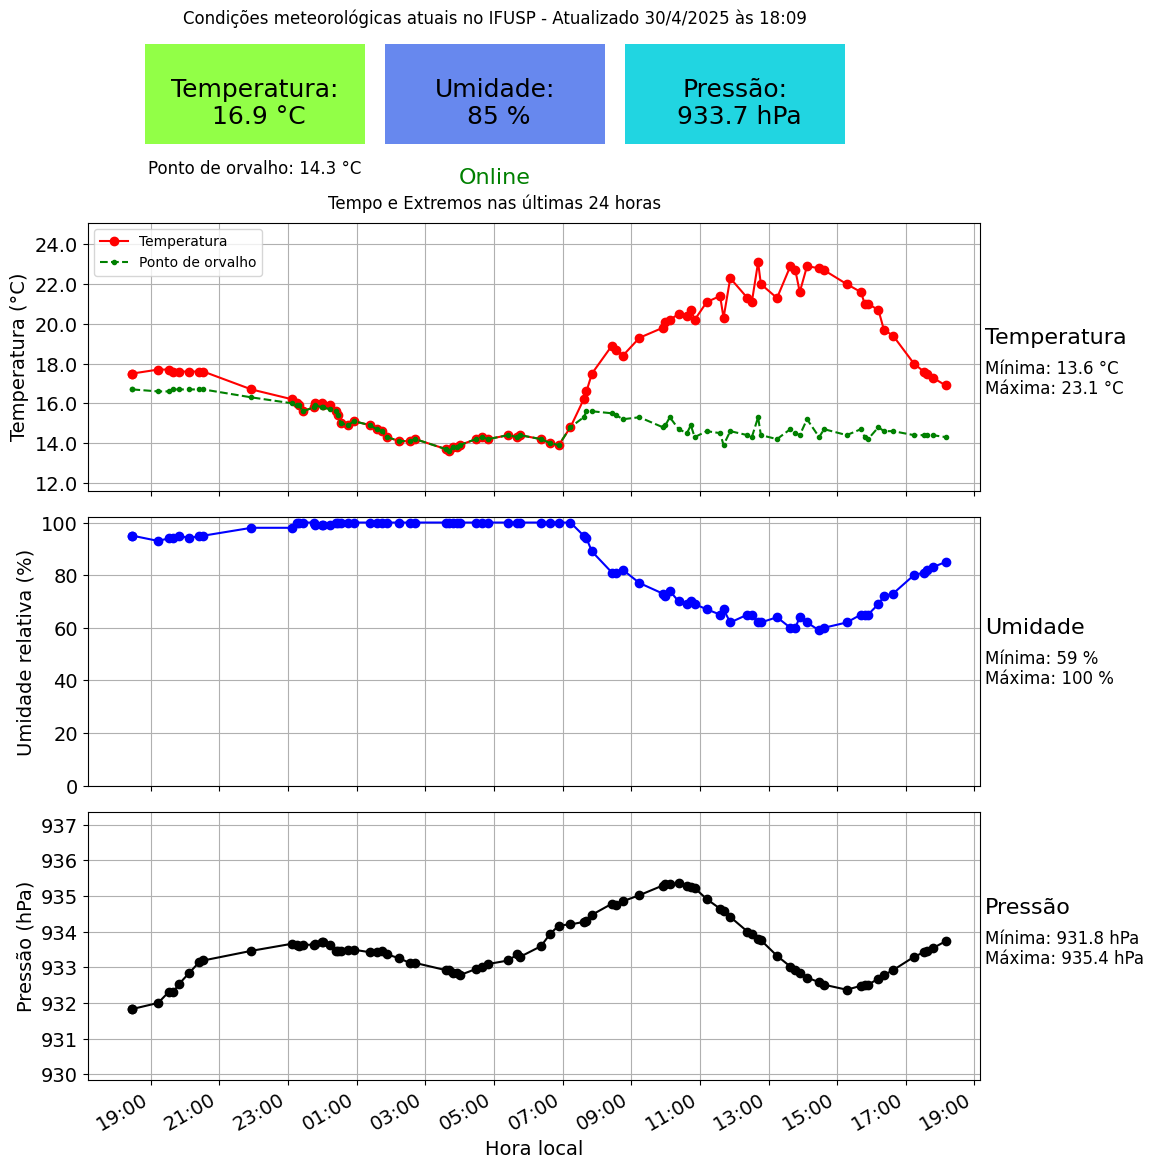 Condições meteorológicas atuais no IFUSP - Atualizado 30/4/2025 às 18:09
Temperatura:
16.9 °C
Umidade:
85 %
Pressão:
933.7 hPa
Ponto de orvalho: 14.3 °C
Online
Tempo e Extremos nas últimas 24 horas
Temperatura
Ponto de orvalho
Temperatura (°C)
24.0
22.0
20.0
18.0
16.0
14.0
12.0
Temperatura
Mínima: 13.6 °C
Máxima: 23.1 °C
Umidade relativa (%)
100
80
60
40
20
0
Umidade
Mínima: 59 %
Máxima: 100 %
Pressão (hPa)
937
936
935
934
933
932
931
930
Pressão
Mínima: 931.8 hPa
Máxima: 935.4 hPa
19:00 21:00 23:00 01:00 03:00 05:00 07:00 09:00 11:00 13:00 15:00 17:00 19:00
Hora local